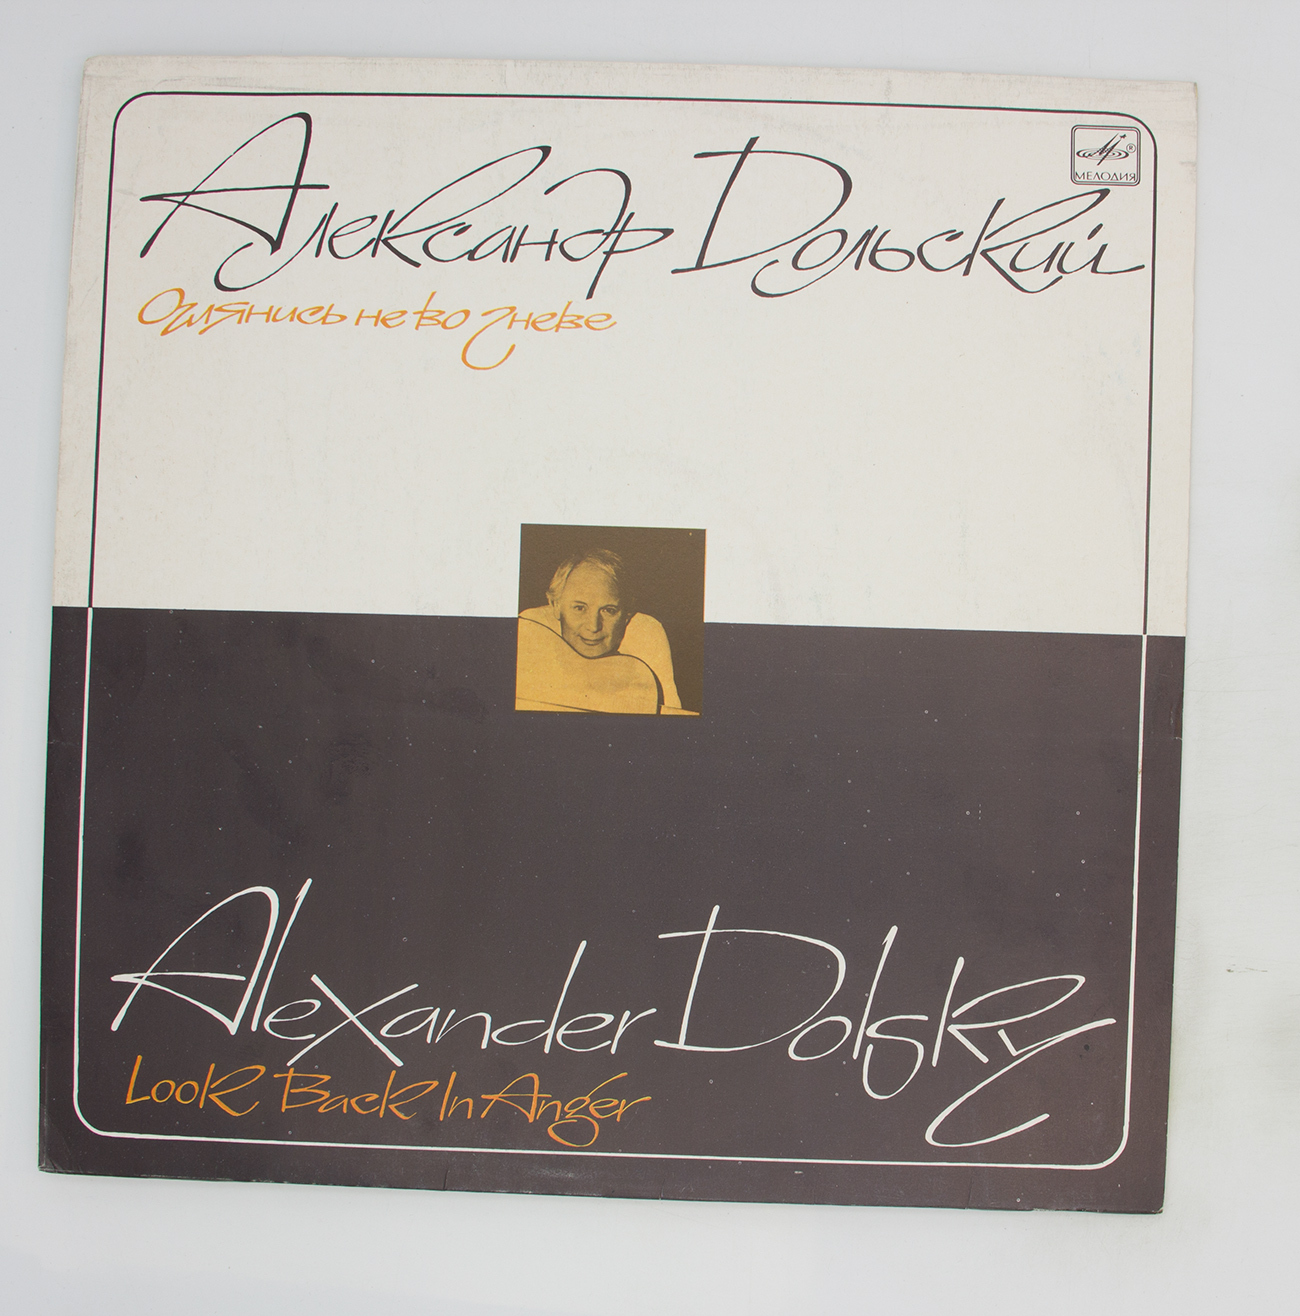 Александр Дольский
МЕЛОДИЯ
®
Оглянись не во гневе
Alexander Dolsky
Look Back In Anger